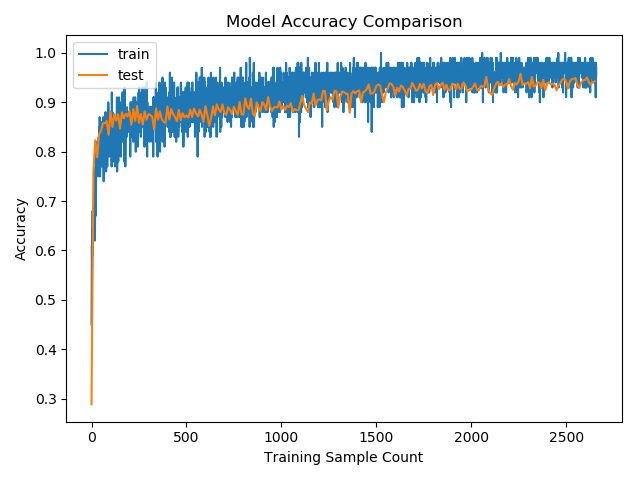 Model Accuracy Comparison
train
test
1.0
0.9
0.8
0.7
0.6
0.5
0.4
0.3
Accuracy
0
500
1000
1500
2000
2500
Training Sample Count